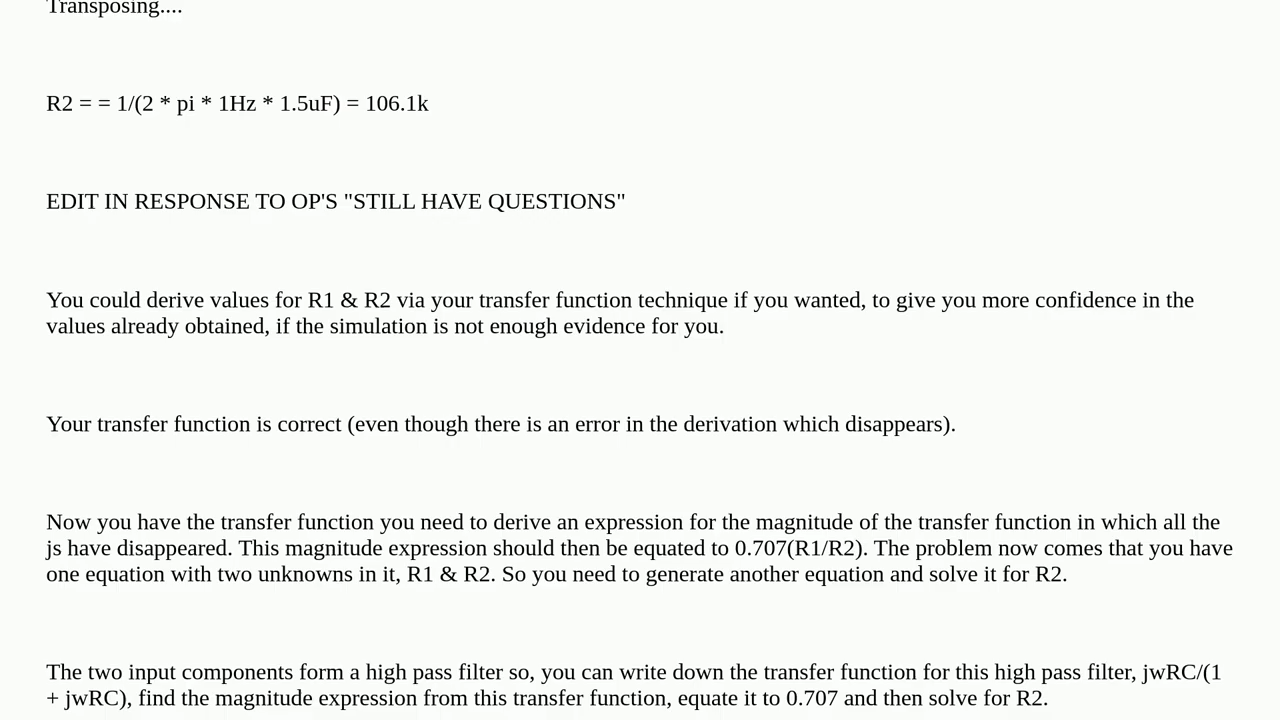 Transposing....
R2 = = 1/(2 * pi * 1Hz * 1.5uF) = 106.1k
EDIT IN RESPONSE TO OP'S "STILL HAVE QUESTIONS"
You could derive values for R1 & R2 via your transfer function technique if you wanted, to give you more confidence in the
values already obtained, if the simulation is not enough evidence for you.
Your transfer function is correct (even though there is an error in the derivation which disappears).
Now you have the transfer function you need to derive an expression for the magnitude of the transfer function in which all the
js have disappeared. This magnitude expression should then be equated to 0.707(R1/R2). The problem now comes that you have
one equation with two unknowns in it, R1 & R2. So you need to generate another equation and solve it for R2.
The two input components form a high pass filter so, you can write down the transfer function for this high pass filter, jwRC/(1
+ jwRC), find the magnitude expression from this transfer function, equate it to 0.707 and then solve for R2.